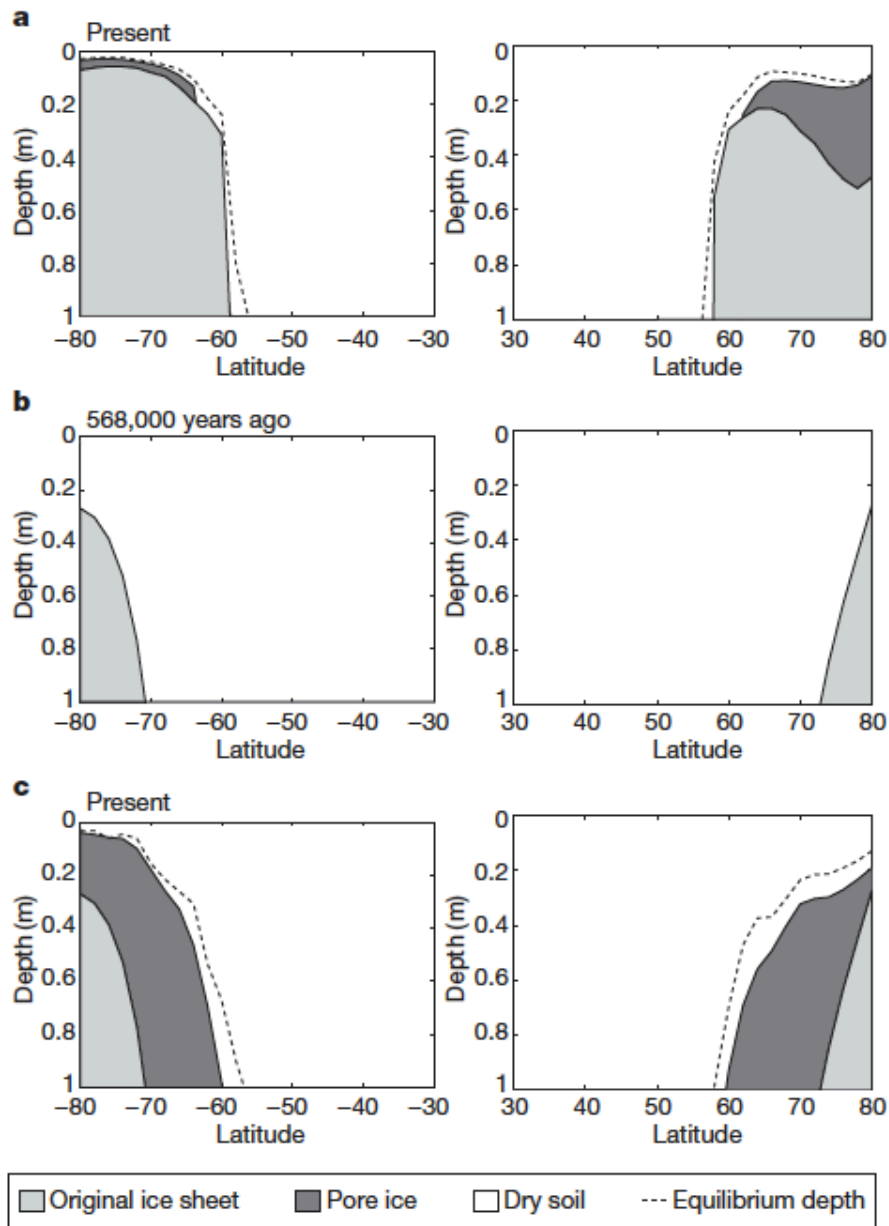 a
Present
0
0.2
0.4
0.6
0.8
1
Depth (m)
–80 –70 –60 –50 –40 –30
Latitude
0
0.2
0.4
0.6
0.8
1
Depth (m)
30 40 50 60 70 80
Latitude
b
568,000 years ago
0
0.2
0.4
0.6
0.8
1
Depth (m)
–80 –70 –60 –50 –40 –30
Latitude
0
0.2
0.4
0.6
0.8
1
Depth (m)
30 40 50 60 70 80
Latitude
c
Present
0
0.2
0.4
0.6
0.8
1
Depth (m)
–80 –70 –60 –50 –40 –30
Latitude
0
0.2
0.4
0.6
0.8
1
Depth (m)
30 40 50 60 70 80
Latitude
Original ice sheet Pore ice Dry soil Equilibrium depth